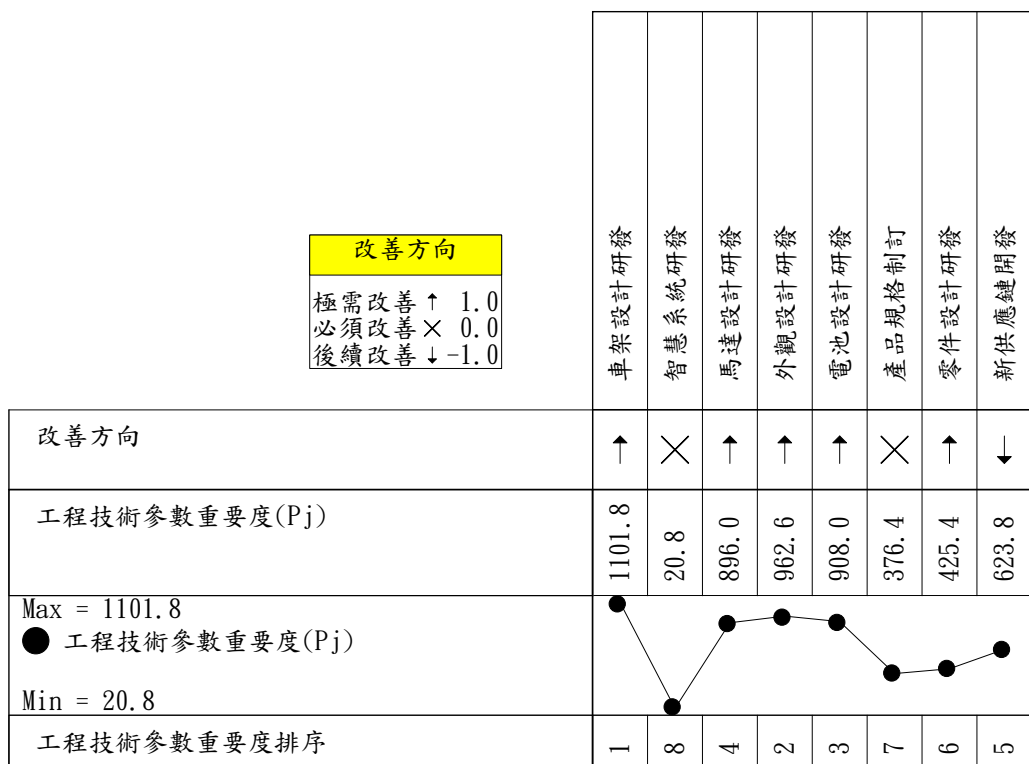 車架設計研發
智慧系統研發
馬達設計研發
外觀設計研發
電池設計研發
產品規格制訂
零件設計研發
新供應鏈開發
改善方向
極需改善↑ 1.0
必須改善× 0.0
後續改善↓-1.0
改善方向 ↑ × ↑ ↑ ↑ × ↑ ↓
工程技術參數重要度(Pj) 1101.8 20.8 896.0 962.6 908.0 376.4 425.4 623.8
Max = 1101.8
● 工程技術參數重要度(Pj)
Min = 20.8
工程技術參數重要度排序 1 8 4 2 3 7 6 5